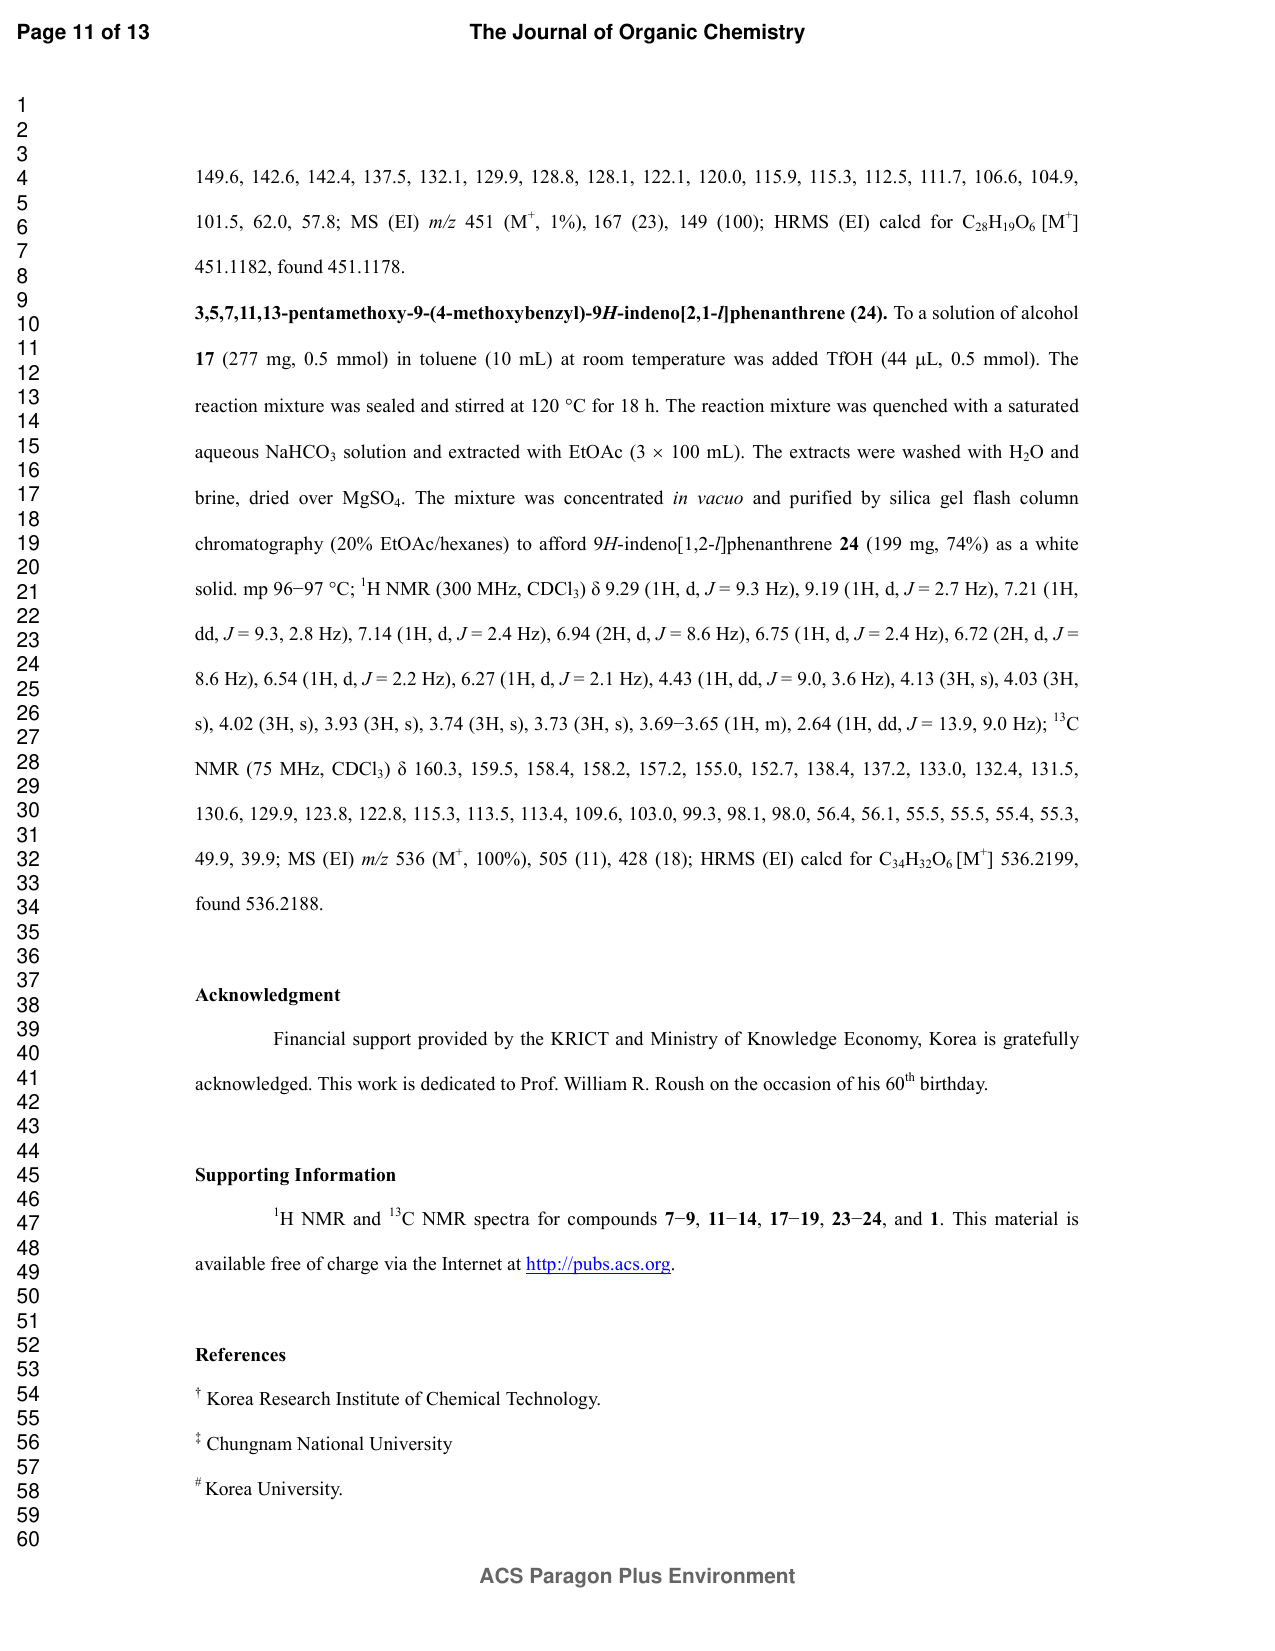 Page 11 of 13
The Journal of Organic Chemistry
1
2
3
4
5
6
7
8
9
10
11
12
13
14
15
16
17
18
19
20
21
22
23
24
25
26
27
28
29
30
31
32
33
34
35
36
37
38
39
40
41
42
43
44
45
46
47
48
49
50
51
52
53
54
55
56
57
58
59
60
149.6, 142.6, 142.4, 137.5, 132.1, 129.9, 128.8, 128.1, 122.1, 120.0, 115.9, 115.3, 112.5, 111.7, 106.6, 104.9,
101.5, 62.0, 57.8; MS (EI) m/z 451 (M⁺, 1%), 167 (23), 149 (100); HRMS (EI) calcd for C₂₈H₁₉O₆ [M⁺]
451.1182, found 451.1178.
3,5,7,11,13-pentamethoxy-9-(4-methoxybenzyl)-9H-indeno[2,1-l]phenanthrene (24). To a solution of alcohol
17 (277 mg, 0.5 mmol) in toluene (10 mL) at room temperature was added TfOH (44 μL, 0.5 mmol). The
reaction mixture was sealed and stirred at 120 °C for 18 h. The reaction mixture was quenched with a saturated
aqueous NaHCO₃ solution and extracted with EtOAc (3 × 100 mL). The extracts were washed with H₂O and
brine, dried over MgSO₄. The mixture was concentrated in vacuo and purified by silica gel flash column
chromatography (20% EtOAc/hexanes) to afford 9H-indeno[1,2-l]phenanthrene 24 (199 mg, 74%) as a white
solid. mp 96−97 °C; ¹H NMR (300 MHz, CDCl₃) δ 9.29 (1H, d, J = 9.3 Hz), 9.19 (1H, d, J = 2.7 Hz), 7.21 (1H,
dd, J = 9.3, 2.8 Hz), 7.14 (1H, d, J = 2.4 Hz), 6.94 (2H, d, J = 8.6 Hz), 6.75 (1H, d, J = 2.4 Hz), 6.72 (2H, d, J =
8.6 Hz), 6.54 (1H, d, J = 2.2 Hz), 6.27 (1H, d, J = 2.1 Hz), 4.43 (1H, dd, J = 9.0, 3.6 Hz), 4.13 (3H, s), 4.03 (3H,
s), 4.02 (3H, s), 3.93 (3H, s), 3.74 (3H, s), 3.73 (3H, s), 3.69−3.65 (1H, m), 2.64 (1H, dd, J = 13.9, 9.0 Hz); ¹³C
NMR (75 MHz, CDCl₃) δ 160.3, 159.5, 158.4, 158.2, 157.2, 155.0, 152.7, 138.4, 137.2, 133.0, 132.4, 131.5,
130.6, 129.9, 123.8, 122.8, 115.3, 113.5, 113.4, 109.6, 103.0, 99.3, 98.1, 98.0, 56.4, 56.1, 55.5, 55.5, 55.4, 55.3,
49.9, 39.9; MS (EI) m/z 536 (M⁺, 100%), 505 (11), 428 (18); HRMS (EI) calcd for C₃₄H₃₂O₆ [M⁺] 536.2199,
found 536.2188.
Acknowledgment
Financial support provided by the KRICT and Ministry of Knowledge Economy, Korea is gratefully
acknowledged. This work is dedicated to Prof. William R. Roush on the occasion of his 60ᵗʰ birthday.
Supporting Information
¹H NMR and ¹³C NMR spectra for compounds 7−9, 11−14, 17−19, 23−24, and 1. This material is
available free of charge via the Internet at http://pubs.acs.org.
References
† Korea Research Institute of Chemical Technology.
‡ Chungnam National University
# Korea University.
ACS Paragon Plus Environment